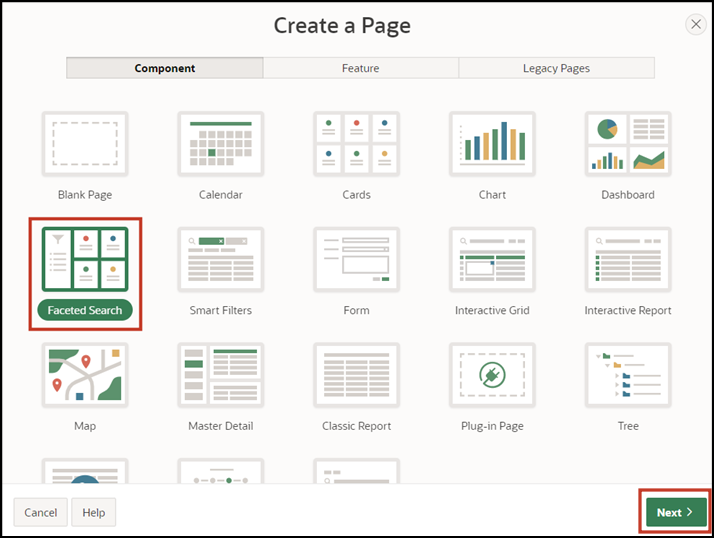 Create a Page
Component
Feature
Legacy Pages
Blank Page
Calendar
Cards
Chart
Dashboard
Faceted Search
Smart Filters
Form
Interactive Grid
Interactive Report
Map
Master Detail
Classic Report
Plug-in Page
Tree
Cancel
Help
Next